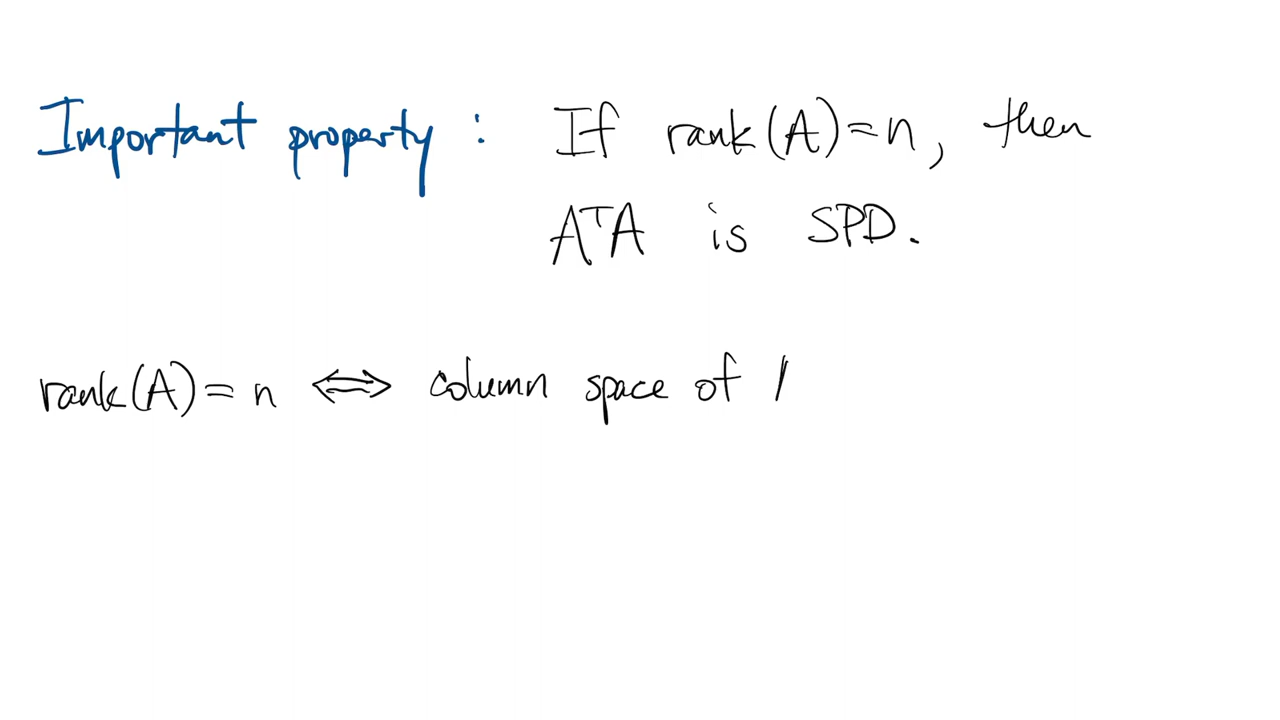 Important property : If rank(A)=n, then
AᵀA is SPD.
rank(A)= n ⟺ column space of